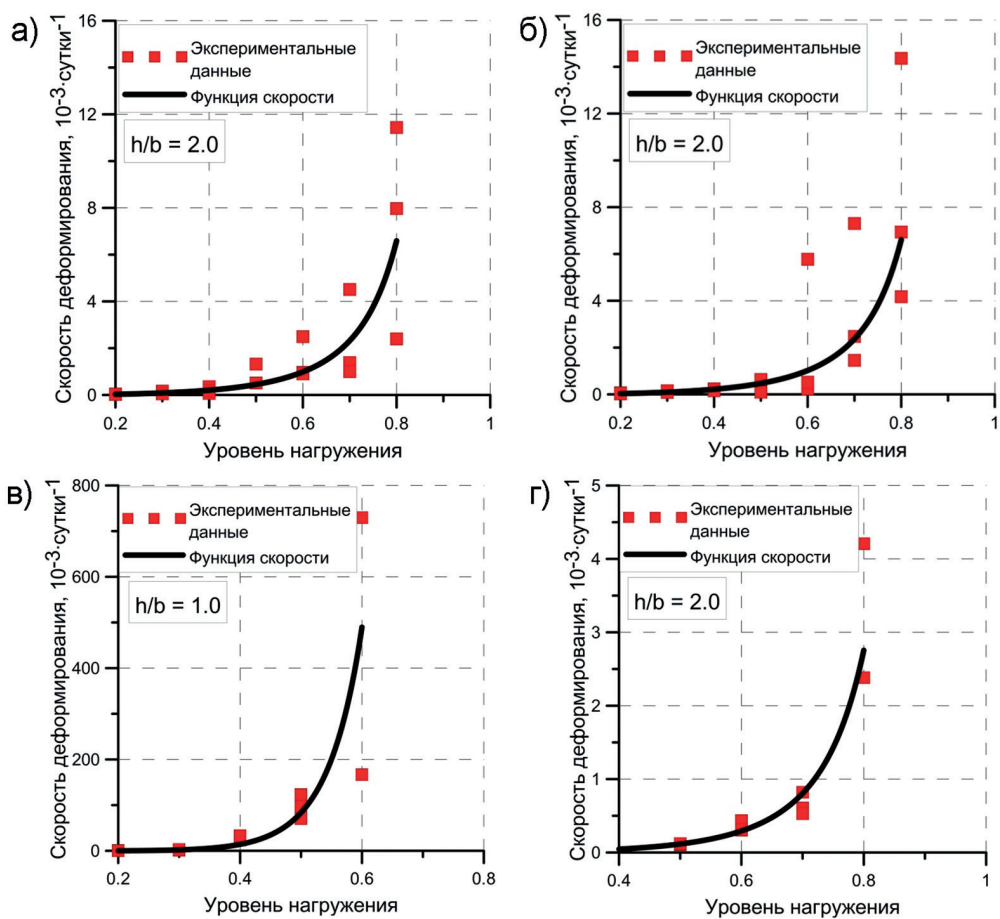 а)
16
12
8
4
0
Скорость деформирования, 10⁻³·сутки⁻¹
Экспериментальные
данные
Функция скорости
h/b = 2.0
0.2
0.4
0.6
0.8
1
Уровень нагружения
б)
16
12
8
4
0
Скорость деформирования, 10⁻³·сутки⁻¹
Экспериментальные
данные
Функция скорости
h/b = 2.0
0.2
0.4
0.6
0.8
1
Уровень нагружения
в)
800
600
400
200
0
Скорость деформирования, 10⁻³·сутки⁻¹
Экспериментальные
данные
Функция скорости
h/b = 1.0
0.2
0.4
0.6
0.8
Уровень нагружения
г)
5
4
3
2
1
0
Скорость деформирования, 10⁻³·сутки⁻¹
Экспериментальные
данные
Функция скорости
h/b = 2.0
0.4
0.6
0.8
1
Уровень нагружения